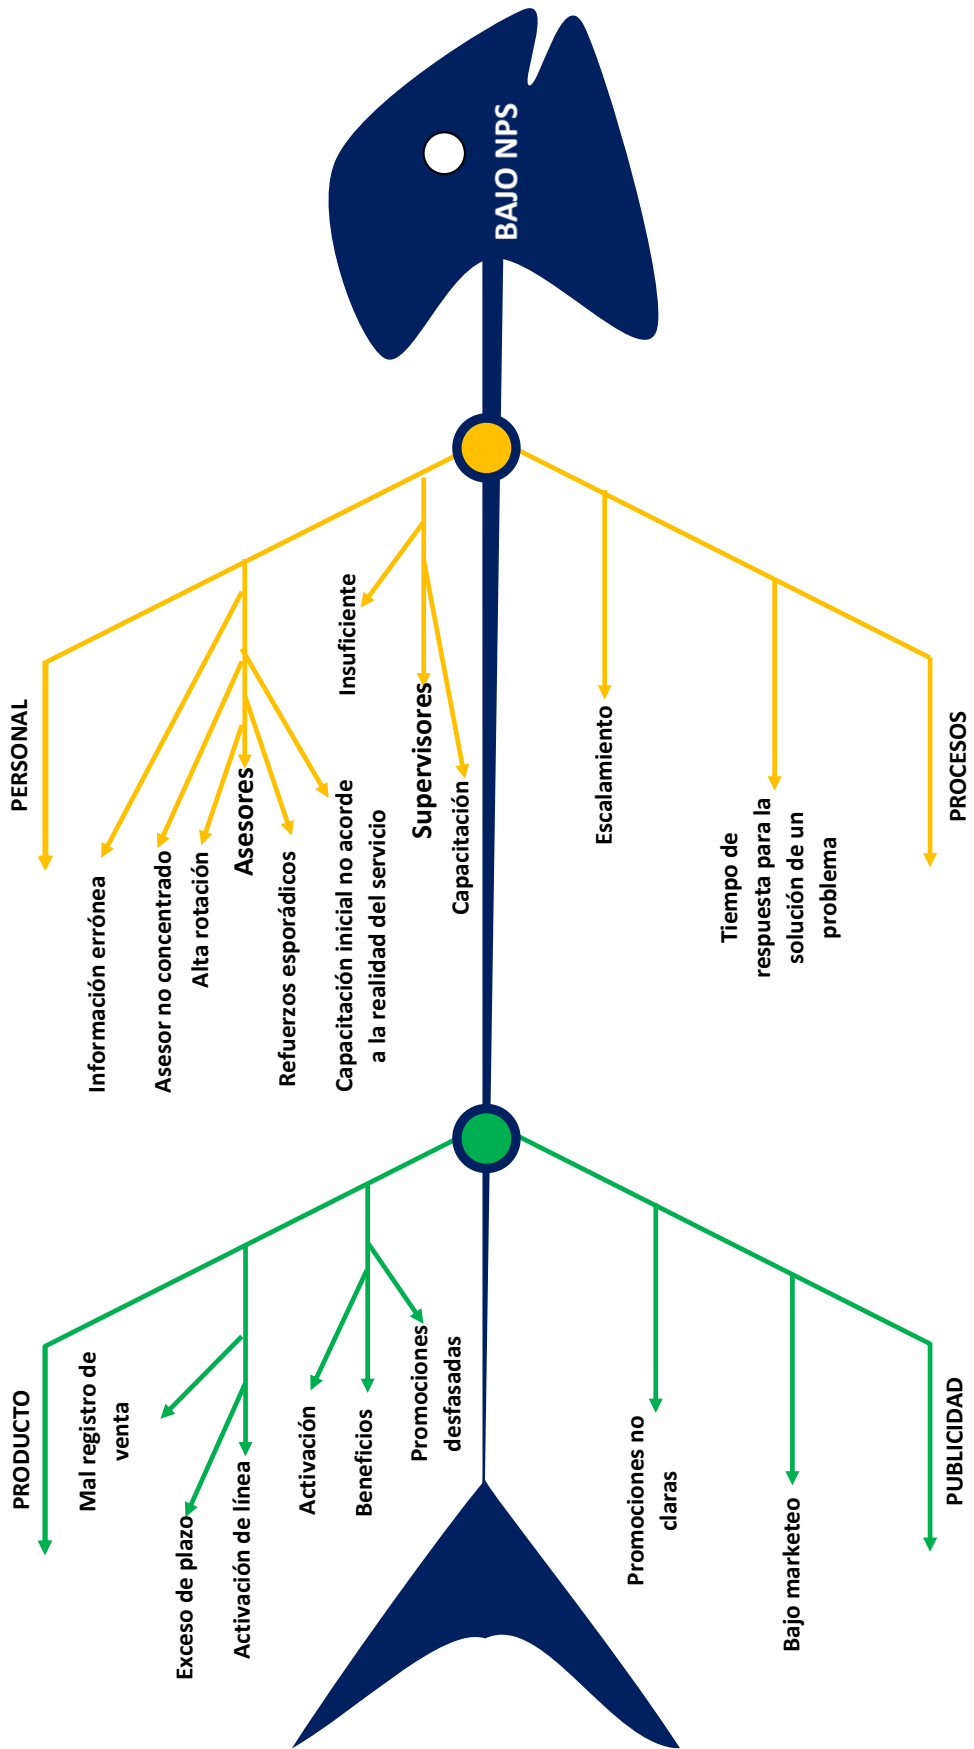 PRODUCTO
Mal registro de
venta
Exceso de plazo
Activación de línea
Activación
Beneficios
Promociones
desfasadas
PERSONAL
Información errónea
Asesor no concentrado
Alta rotación
Asesores
Refuerzos esporádicos
Capacitación inicial no acorde
a la realidad del servicio
Insuficiente
Supervisores
Capacitación
BAJO NPS
Promociones no
claras
Bajo marketeo
PUBLICIDAD
Escalamiento
Tiempo de
respuesta para la
solución de un
problema
PROCESOS